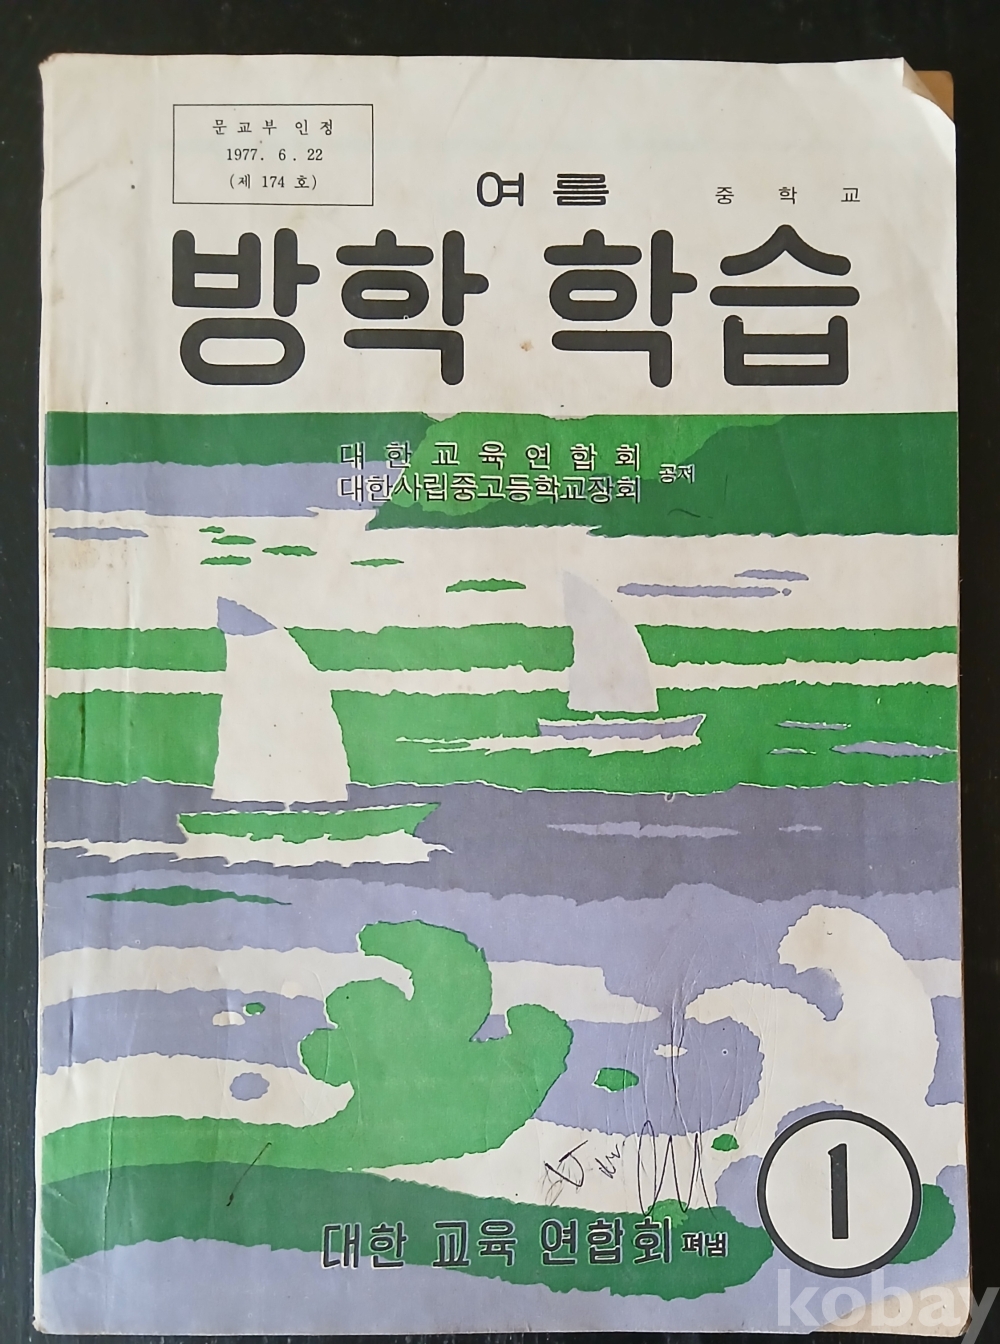 문교부 인정
1977. 6. 22
(제 174 호)
여름 중학교
방학 학습
대한교육연합회
대한사립중고등학교장회 공저
대한 교육 연합회 펴냄
1
kobay